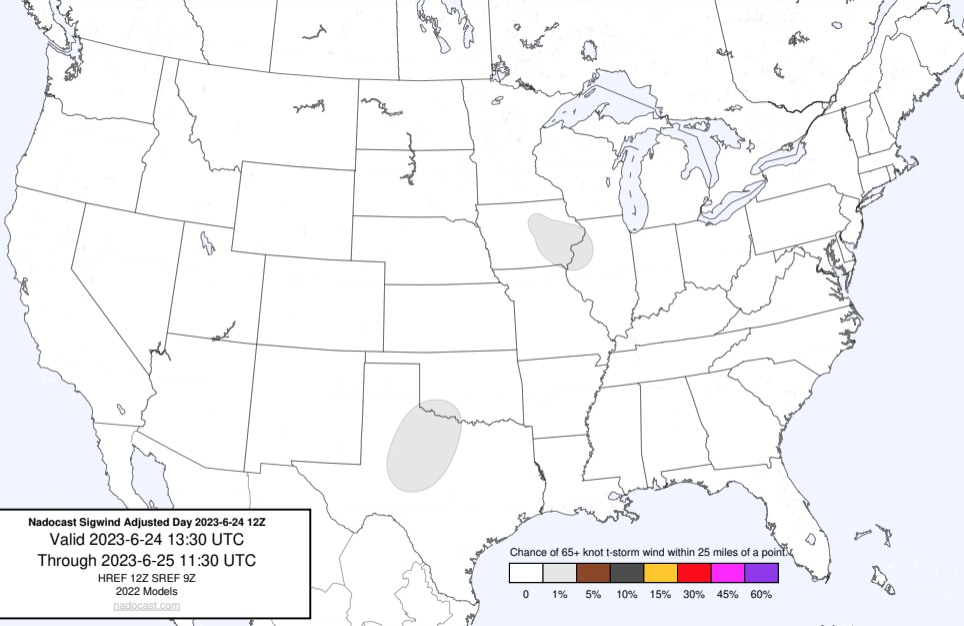 Nadocast Sigwind Adjusted Day 2023-6-24 12Z
Valid 2023-6-24 13:30 UTC
Through 2023-6-25 11:30 UTC
HREF 12Z SREF 9Z
2022 Models
nadocast.com
Chance of 65+ knot t-storm wind within 25 miles of a point.
0 1% 5% 10% 15% 30% 45% 60%